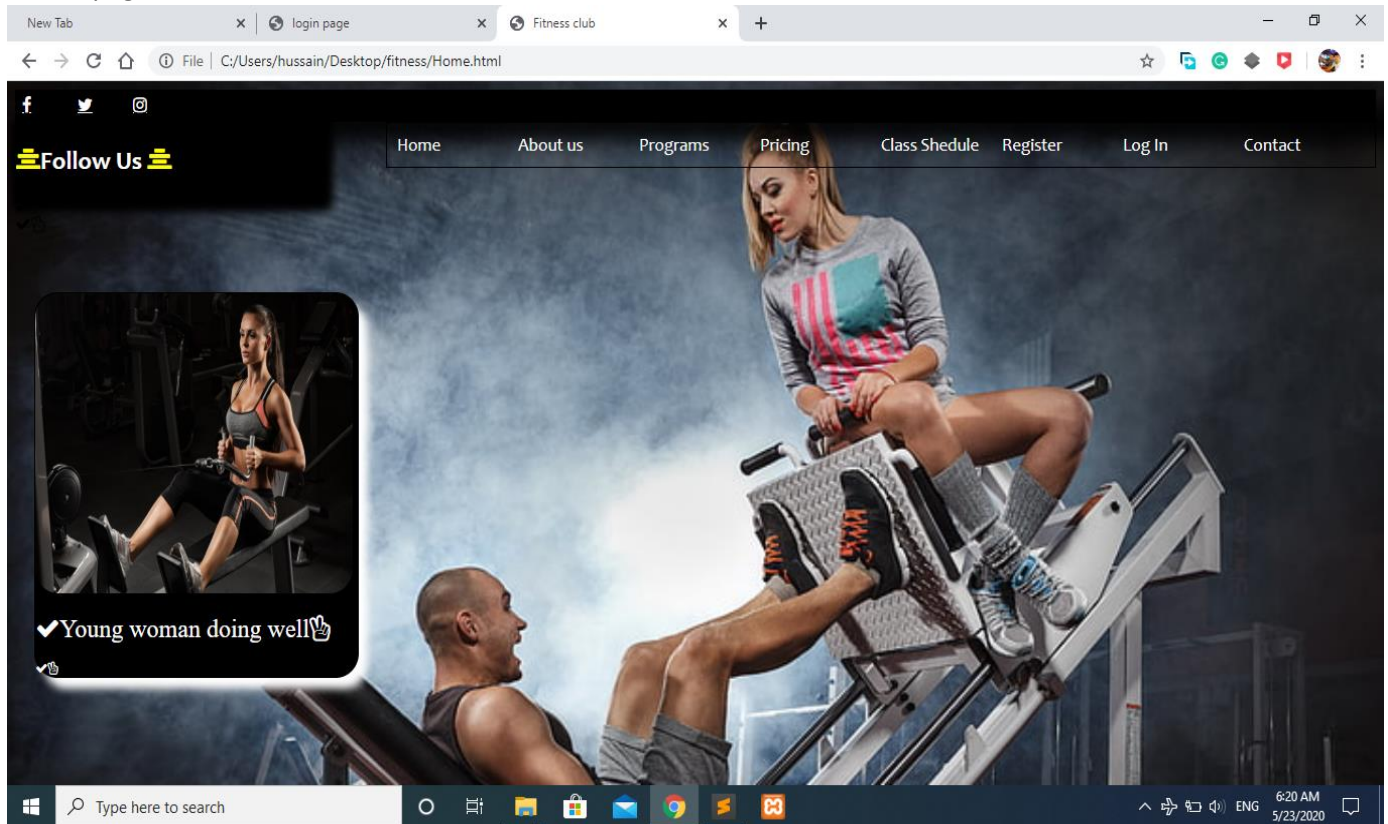 New Tab
login page
Fitness club
File | C:/Users/hussain/Desktop/fitness/Home.html
Follow Us
Home About us Programs Pricing Class Shedule Register Log In Contact
Young woman doing well
Type here to search
ENG
6:20 AM
5/23/2020